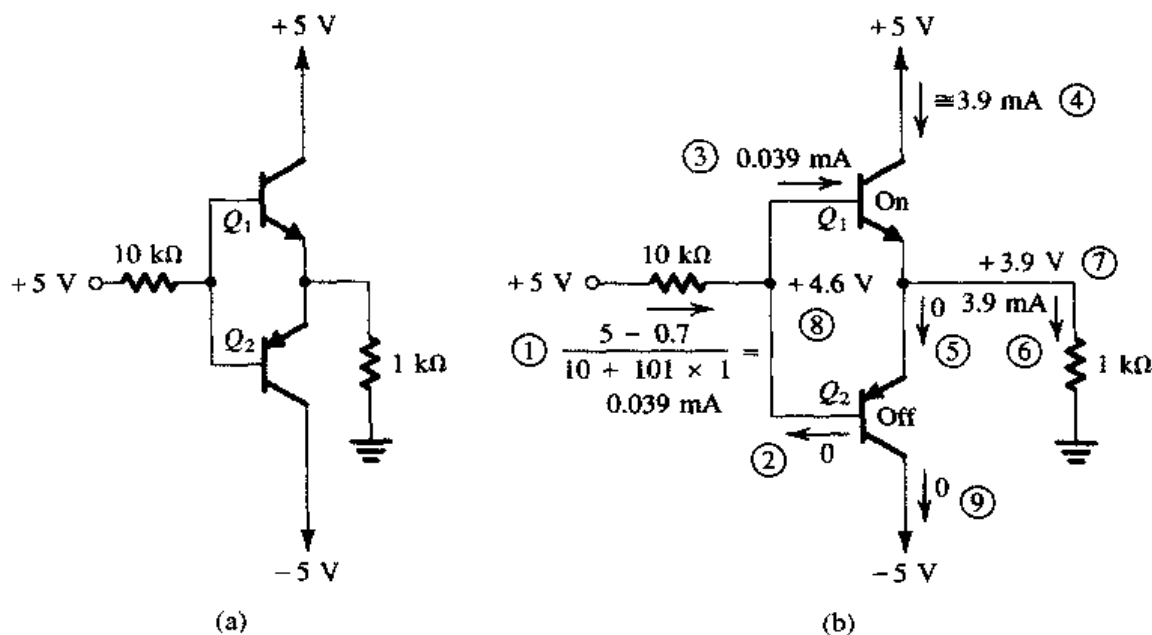 +5 V
Q1
10 kΩ
+5 V
Q2
1 kΩ
−5 V
(a)
+5 V
≅3.9 mA ④
③ 0.039 mA
On
Q1
10 kΩ
+5 V
+4.6 V
⑧
+3.9 V ⑦
0 3.9 mA
⑤ ⑥
1 kΩ
① 5 − 0.7
10 + 101 × 1 =
0.039 mA
Q2
Off
② 0
0 ⑨
−5 V
(b)